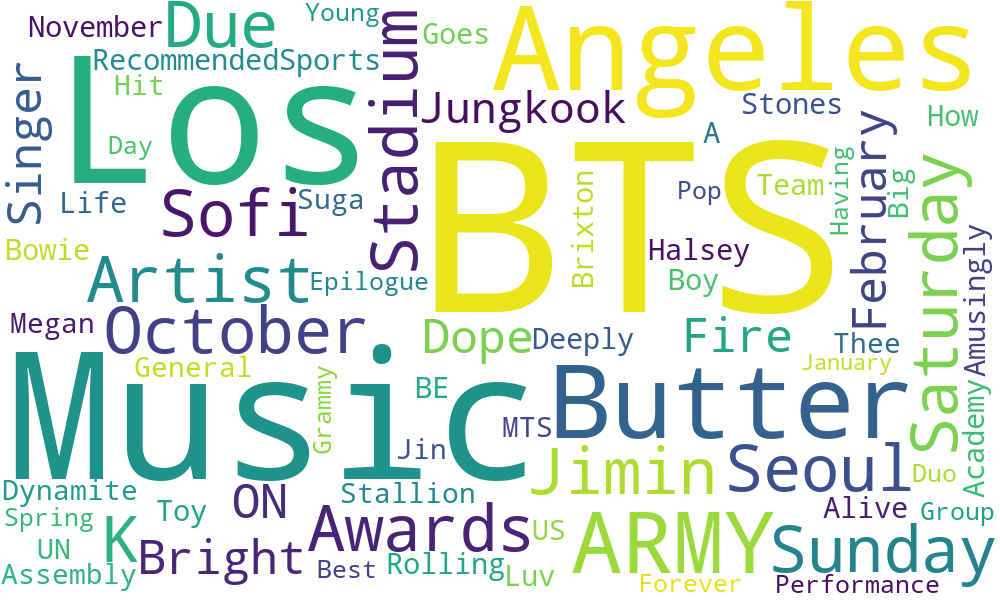 November
Due
Young
Goes
Angeles
RecommendedSports
Hit
Los
Stadium
Jungkook
Stones
How
Singer
Day
A
BTS
February
Having
Big
Saturday
Life
Sofi
Suga
Brixton
Pop
Team
Bowie
Artist
Epilogue
Halsey
Boy
Amusingly
Megan
October
Dope
Deeply
Fire
Thee
General
January
Music
Grammy
BE
Butter
MTS
Academy
Jin
Jimin
Seoul
Duo
Dynamite
ON
Stallion
Spring
Toy
K
Awards
US
ARMY
Alive
Group
Sunday
UN
Bright
Assembly
Best
Rolling
Luv
Forever
Performance